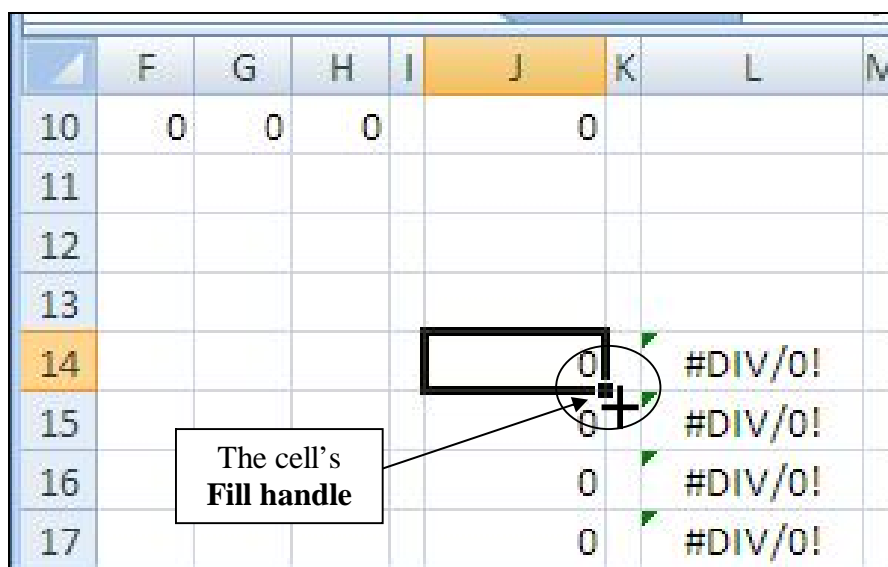 F G H I J K L M
10 0 0 0 0
11
12
13
14 0 #DIV/0!
15 0 #DIV/0!
The cell’s
Fill handle
16 0 #DIV/0!
17 0 #DIV/0!